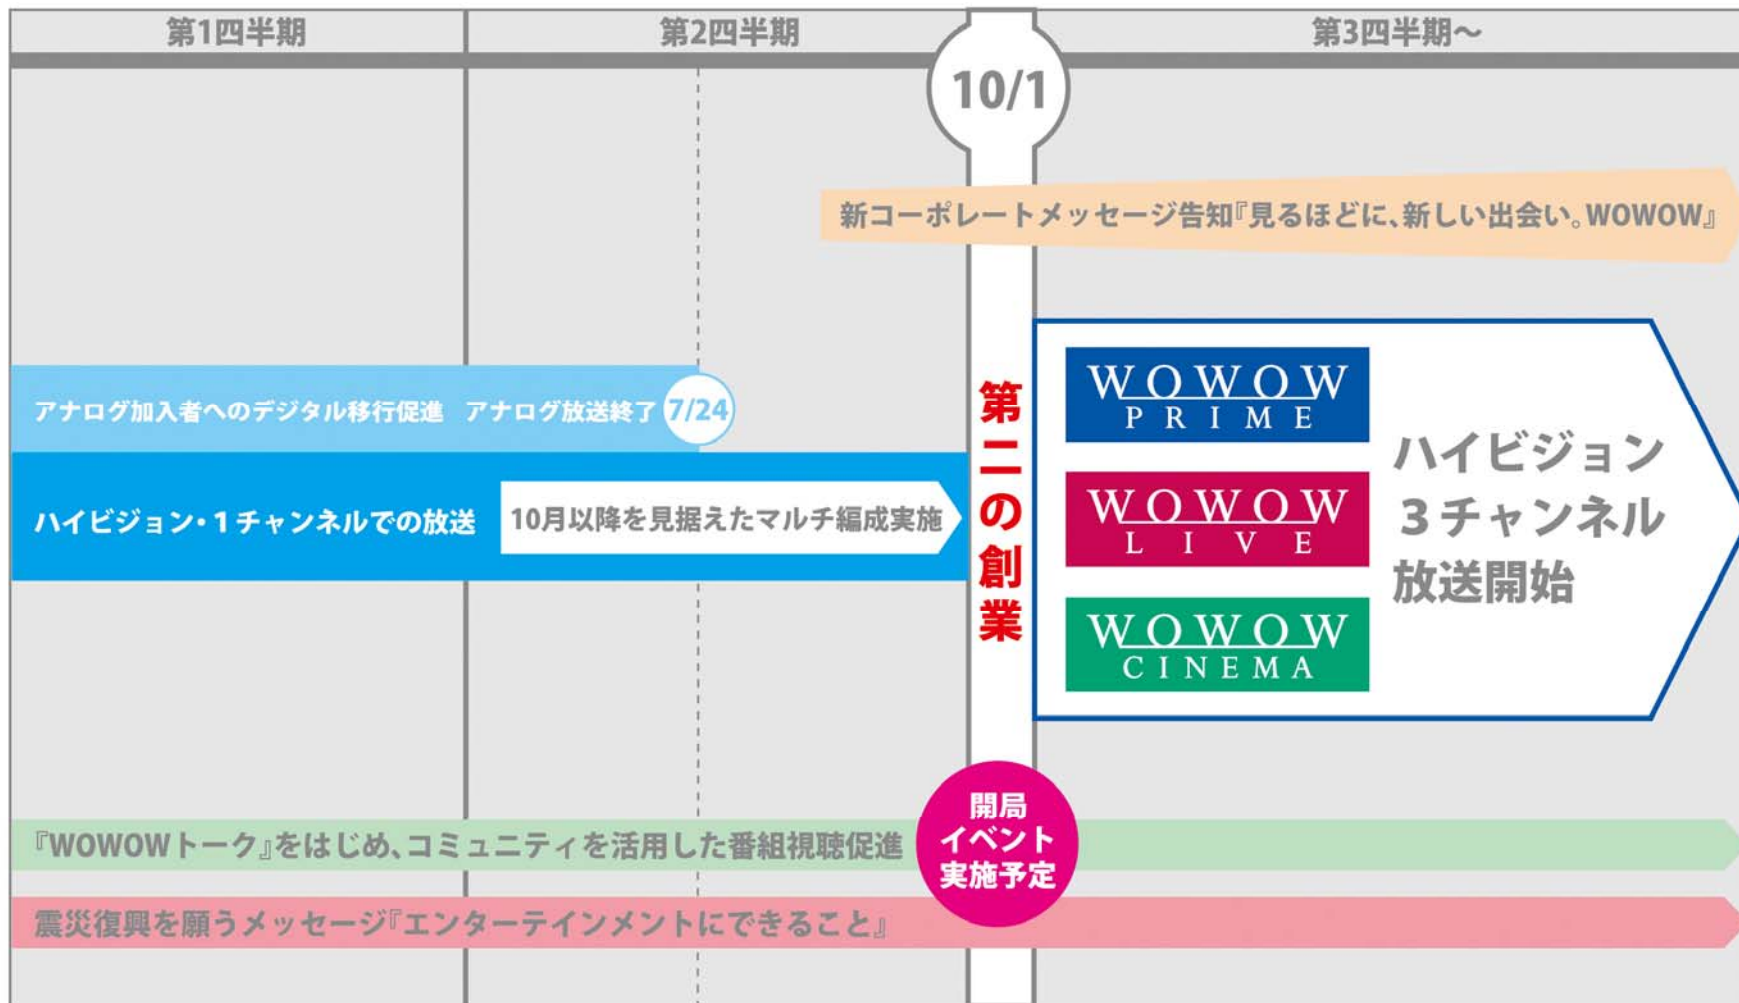 第1四半期
第2四半期
第3四半期～
10/1
新コーポレートメッセージ告知『見るほどに、新しい出会い。WOWOW』
アナログ加入者へのデジタル移行促進 アナログ放送終了 7/24
ハイビジョン・1チャンネルでの放送
10月以降を見据えたマルチ編成実施
第二の創業
WOWOW
PRIME
WOWOW
LIVE
WOWOW
CINEMA
ハイビジョン
3チャンネル
放送開始
開局
イベント
実施予定
『WOWOWトーク』をはじめ、コミュニティを活用した番組視聴促進
震災復興を願うメッセージ『エンターテインメントにできること』